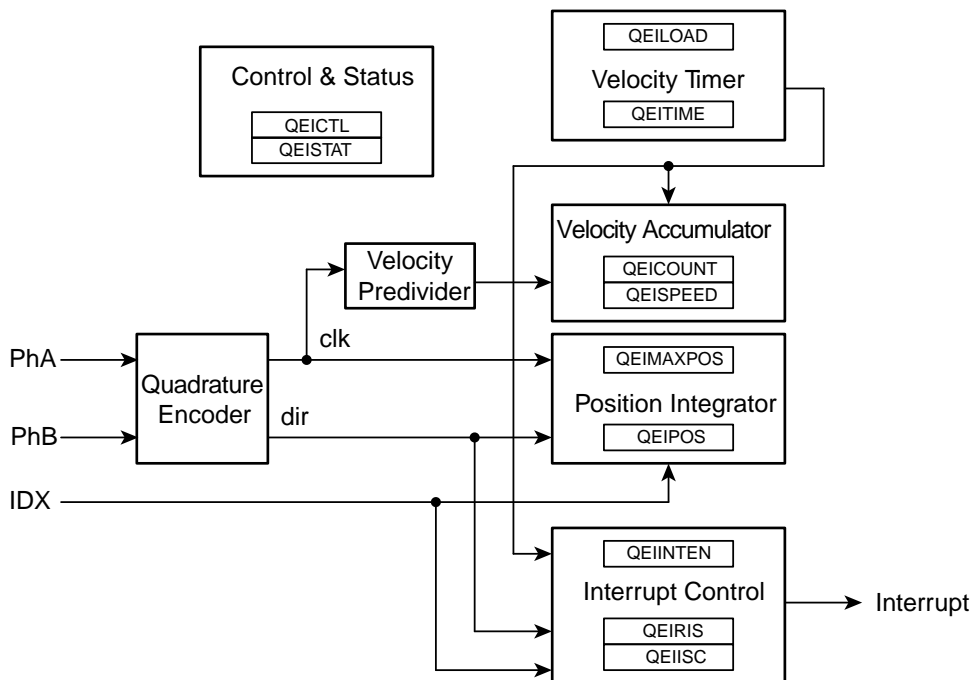 QEILOAD
Control & Status
Velocity Timer
QEICTL
QEITIME
QEISTAT
Velocity Accumulator
Velocity
Predivider
QEICOUNT
QEISPEED
clk
PhA
QEIMAXPOS
Quadrature
Encoder
Position Integrator
dir
PhB
QEIPOS
IDX
QEIINTEN
Interrupt Control
Interrupt
QEIRIS
QEIISC